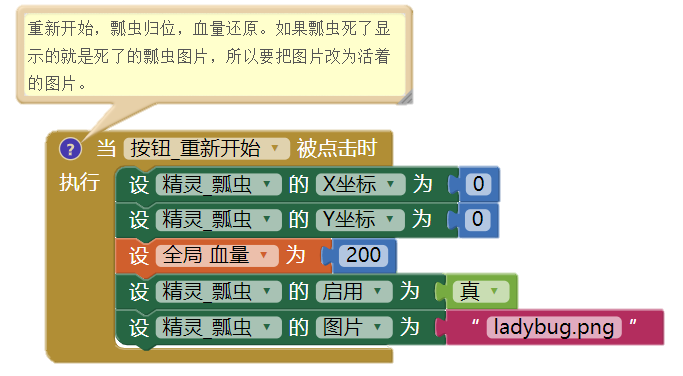 重新开始，瓢虫归位，血量还原。如果瓢虫死了显
示的就是死了的瓢虫图片，所以要把图片改为活着
的图片。
? 当 按钮_重新开始 被点击时
执行 设 精灵_瓢虫 的 X坐标 为 0
设 精灵_瓢虫 的 Y坐标 为 0
设 全局 血量 为 200
设 精灵_瓢虫 的 启用 为 真
设 精灵_瓢虫 的 图片 为 “ ladybug.png ”